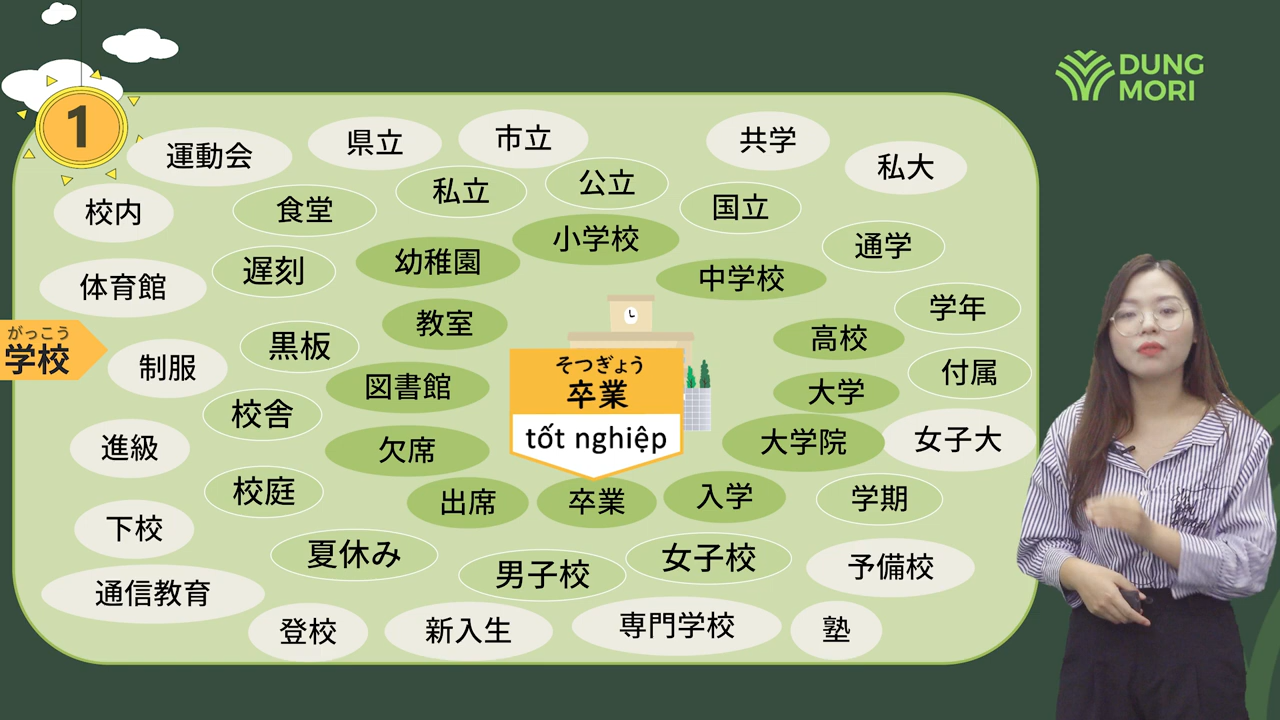 DUNG
MORI
1
運動会
県立
市立
共学
私大
校内
食堂
私立
公立
国立
通学
体育館
遅刻
幼稚園
小学校
中学校
学年
がっこう
学校
制服
黒板
教室
高校
付属
そつぎょう
卒業
tốt nghiệp
校舎
図書館
大学
進級
欠席
大学院
女子大
校庭
出席
卒業
入学
学期
下校
夏休み
男子校
女子校
予備校
通信教育
登校
新入生
専門学校
塾